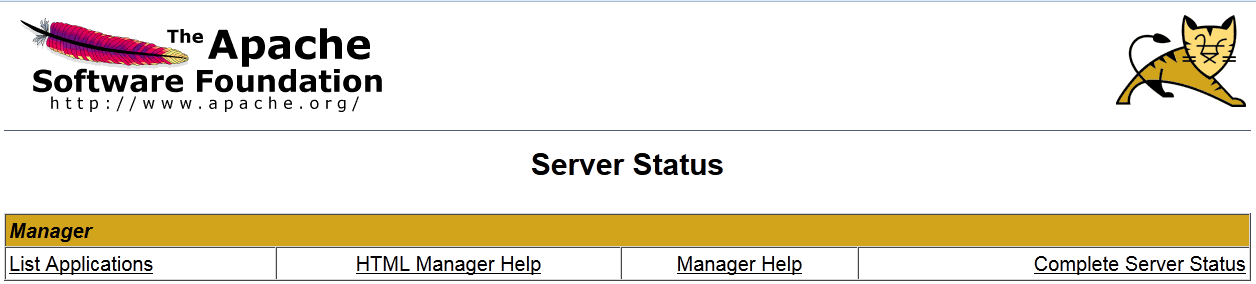 The Apache
Software Foundation
http://www.apache.org/
Server Status
Manager
List Applications HTML Manager Help Manager Help Complete Server Status